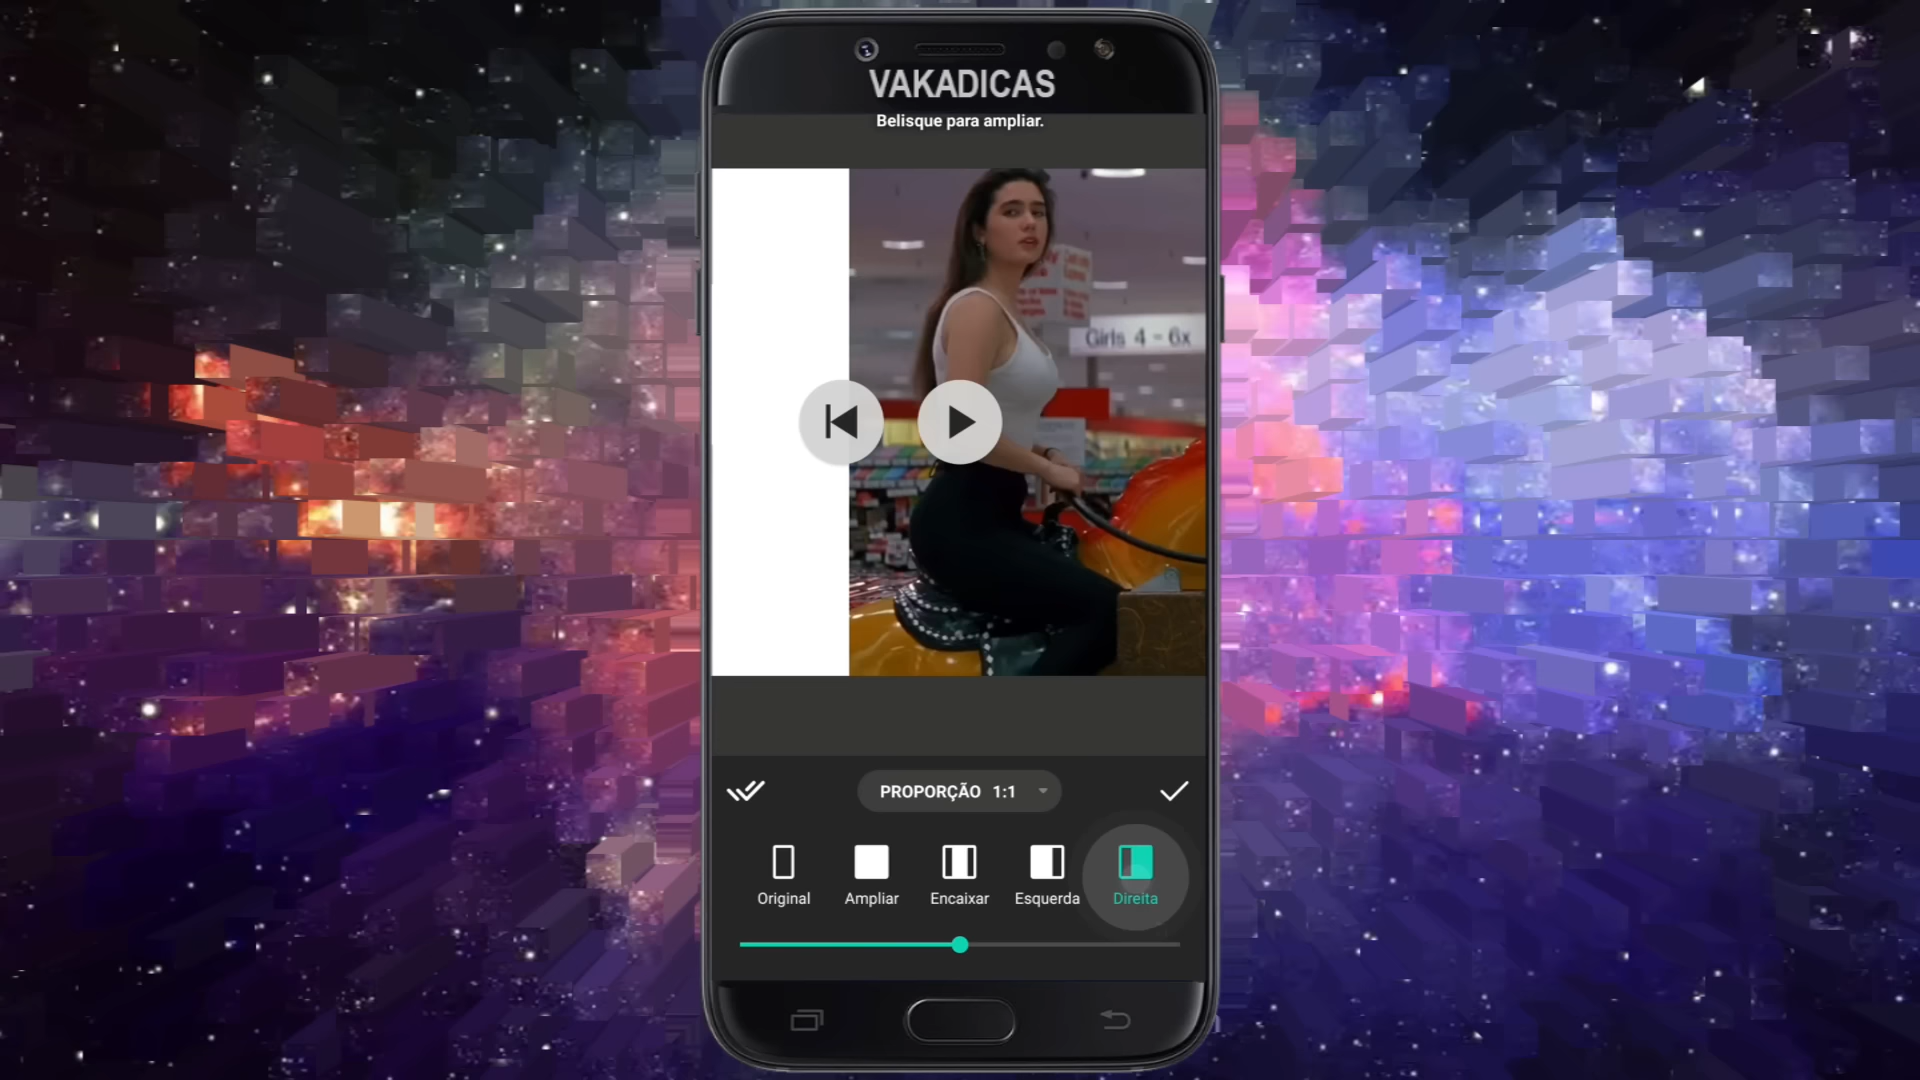 VAKADICAS
Belisque para ampliar.
Girls 4 - 6x
PROPORÇÃO 1:1
Original Ampliar Encaixar Esquerda Direita